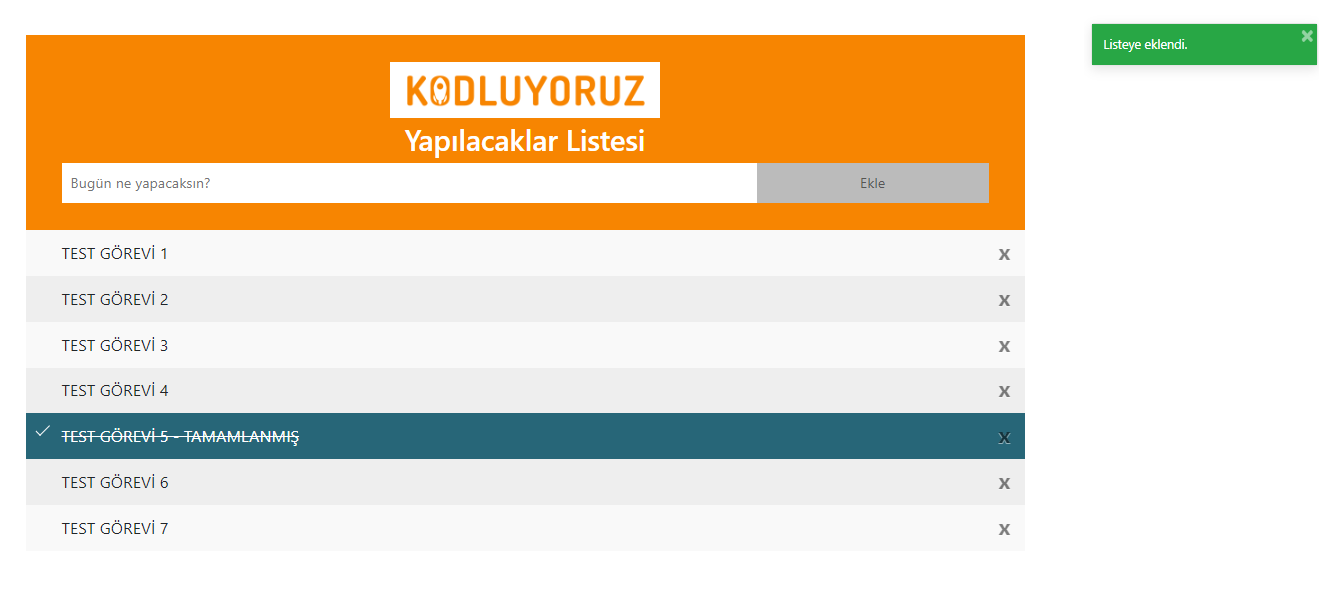 Listeye eklendi.
×
KODLUYORUZ
Yapılacaklar Listesi
Bugün ne yapacaksın?
Ekle
TEST GÖREVİ 1 x
TEST GÖREVİ 2 x
TEST GÖREVİ 3 x
TEST GÖREVİ 4 x
TEST GÖREVİ 5 - TAMAMLANMIŞ x
TEST GÖREVİ 6 x
TEST GÖREVİ 7 x